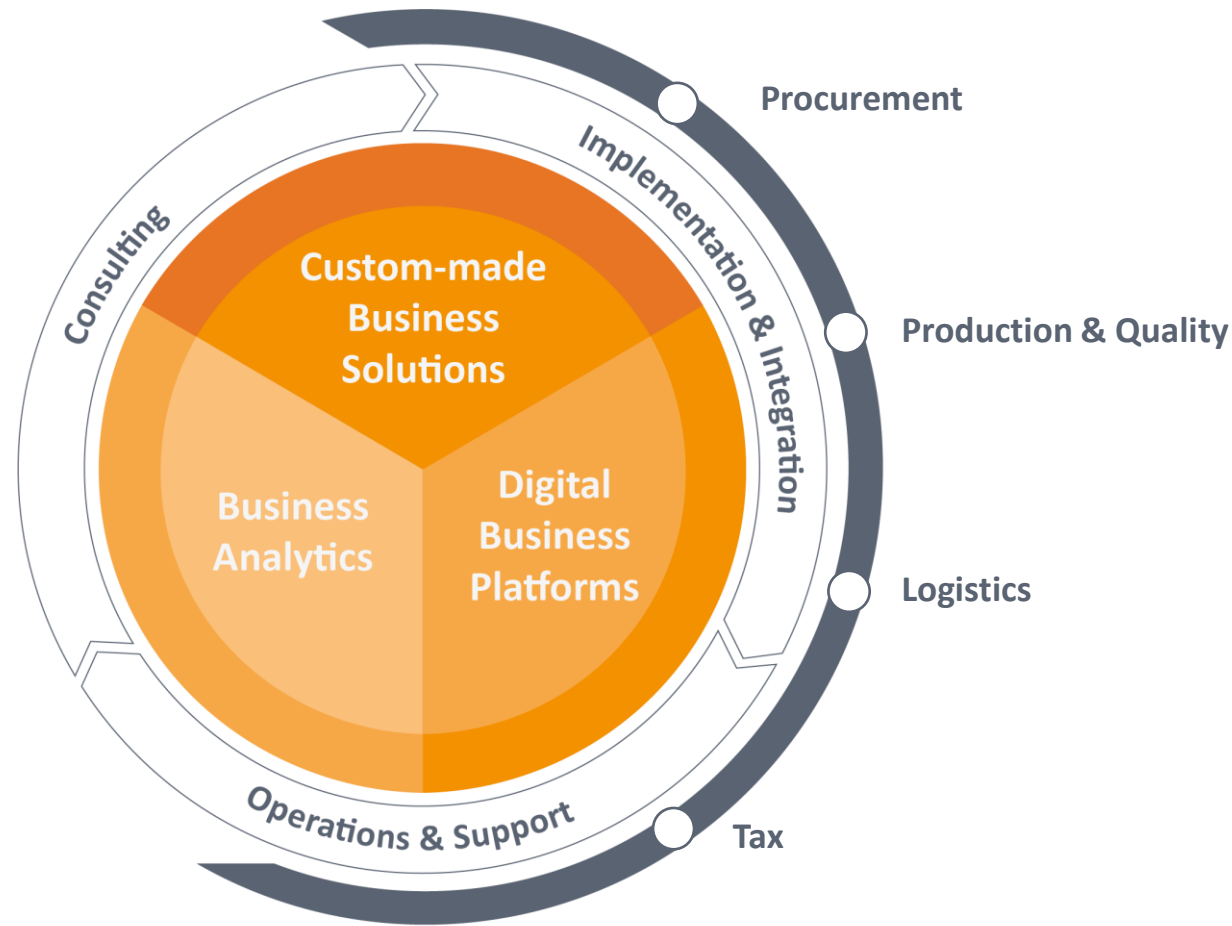 Procurement
Implementation & Integration
Consulting
Custom-made
Business
Solutions
Production & Quality
Business
Analytics
Digital
Business
Platforms
Logistics
Operations & Support
Tax